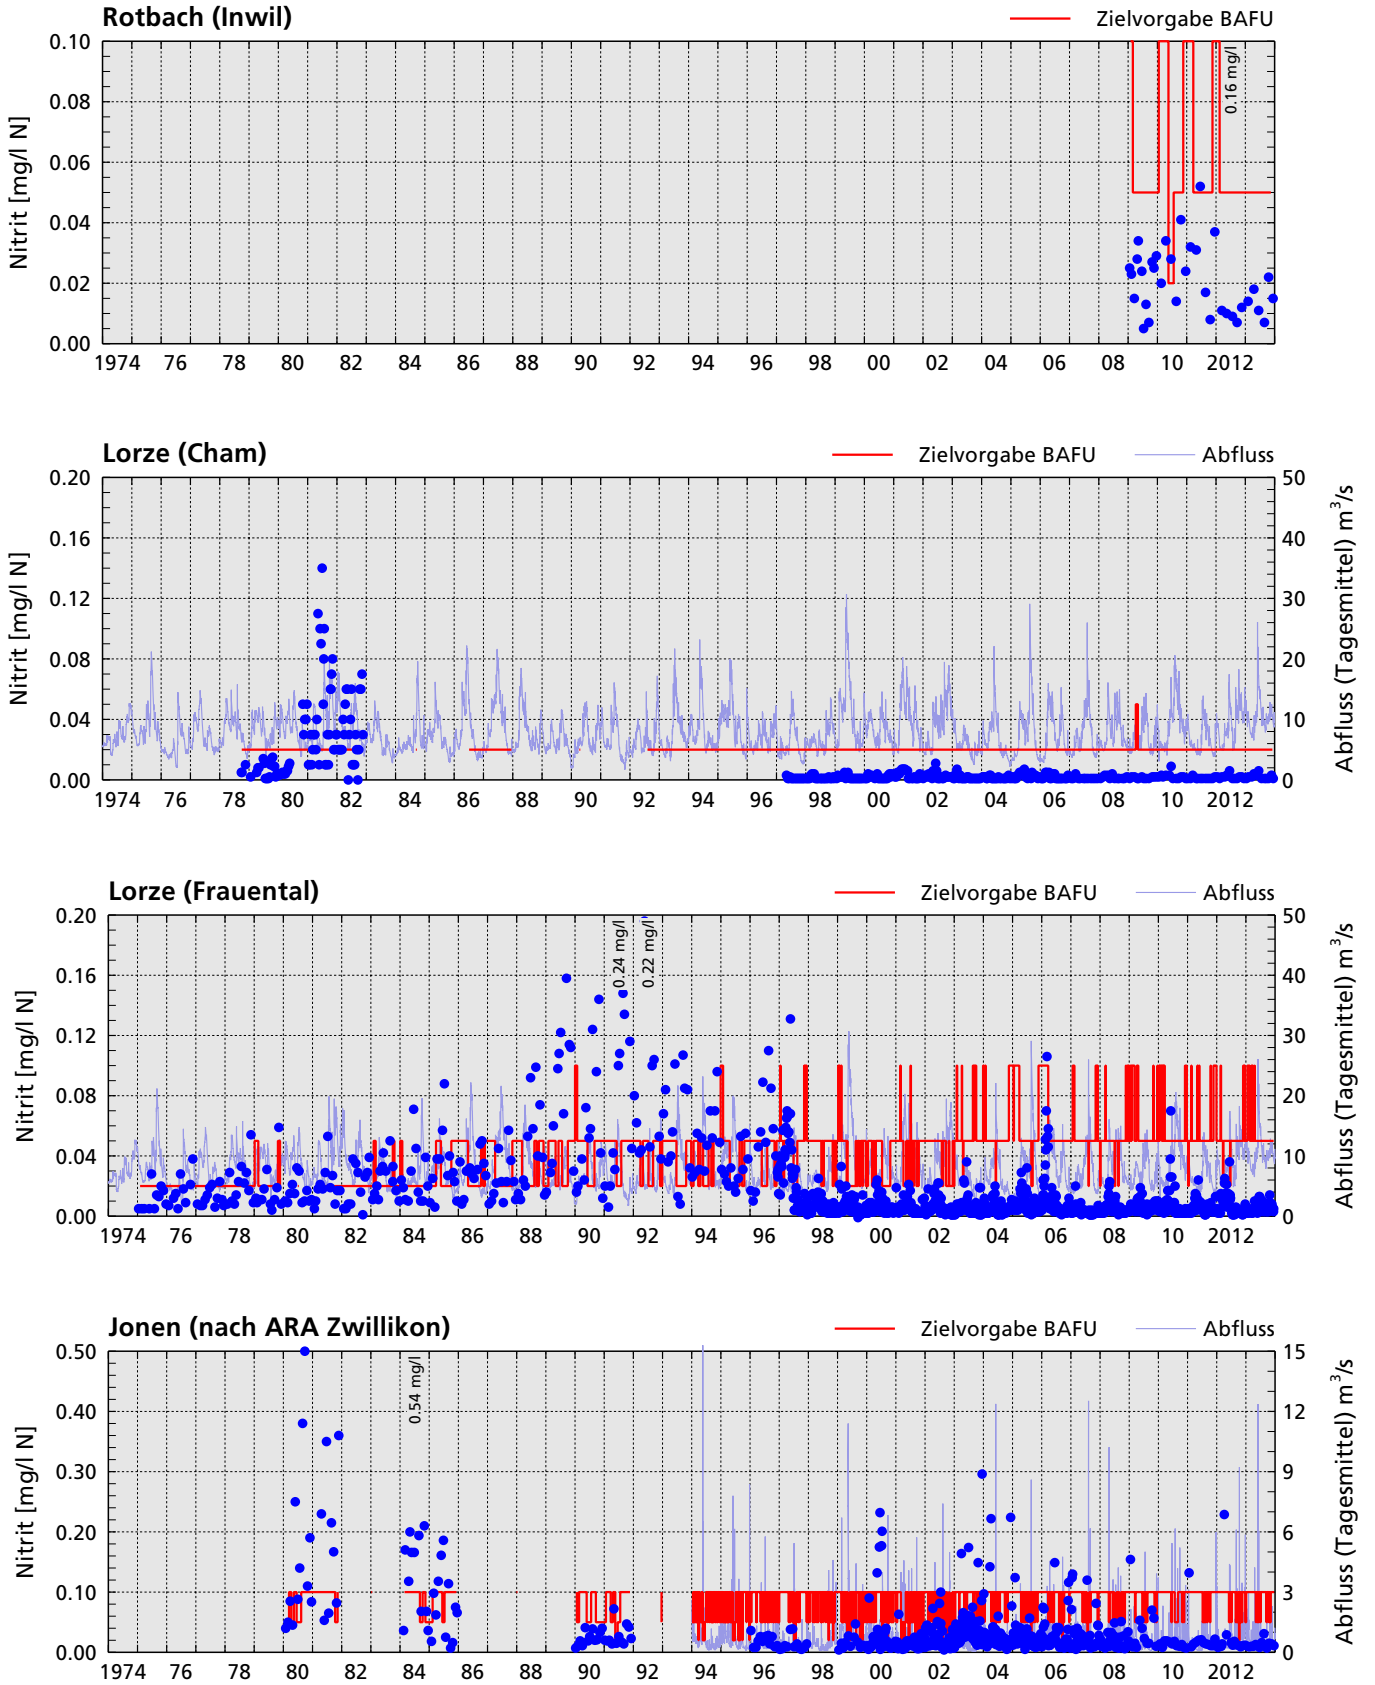 Rotbach (Inwil)
Zielvorgabe BAFU
Nitrit [mg/l N]
0.10
0.08
0.06
0.04
0.02
0.00
0.16 mg/l
1974 76 78 80 82 84 86 88 90 92 94 96 98 00 02 04 06 08 10 2012
Lorze (Cham)
Zielvorgabe BAFU Abfluss
Nitrit [mg/l N]
0.20
0.16
0.12
0.08
0.04
0.00
50
40
30
20
10
0
Abfluss (Tagesmittel) m³/s
1974 76 78 80 82 84 86 88 90 92 94 96 98 00 02 04 06 08 10 2012
Lorze (Frauental)
Zielvorgabe BAFU Abfluss
Nitrit [mg/l N]
0.20
0.16
0.12
0.08
0.04
0.00
0.24 mg/l
0.22 mg/l
50
40
30
20
10
0
Abfluss (Tagesmittel) m³/s
1974 76 78 80 82 84 86 88 90 92 94 96 98 00 02 04 06 08 10 2012
Jonen (nach ARA Zwillikon)
Zielvorgabe BAFU Abfluss
Nitrit [mg/l N]
0.50
0.40
0.30
0.20
0.10
0.00
0.54 mg/l
15
12
9
6
3
0
Abfluss (Tagesmittel) m³/s
1974 76 78 80 82 84 86 88 90 92 94 96 98 00 02 04 06 08 10 2012